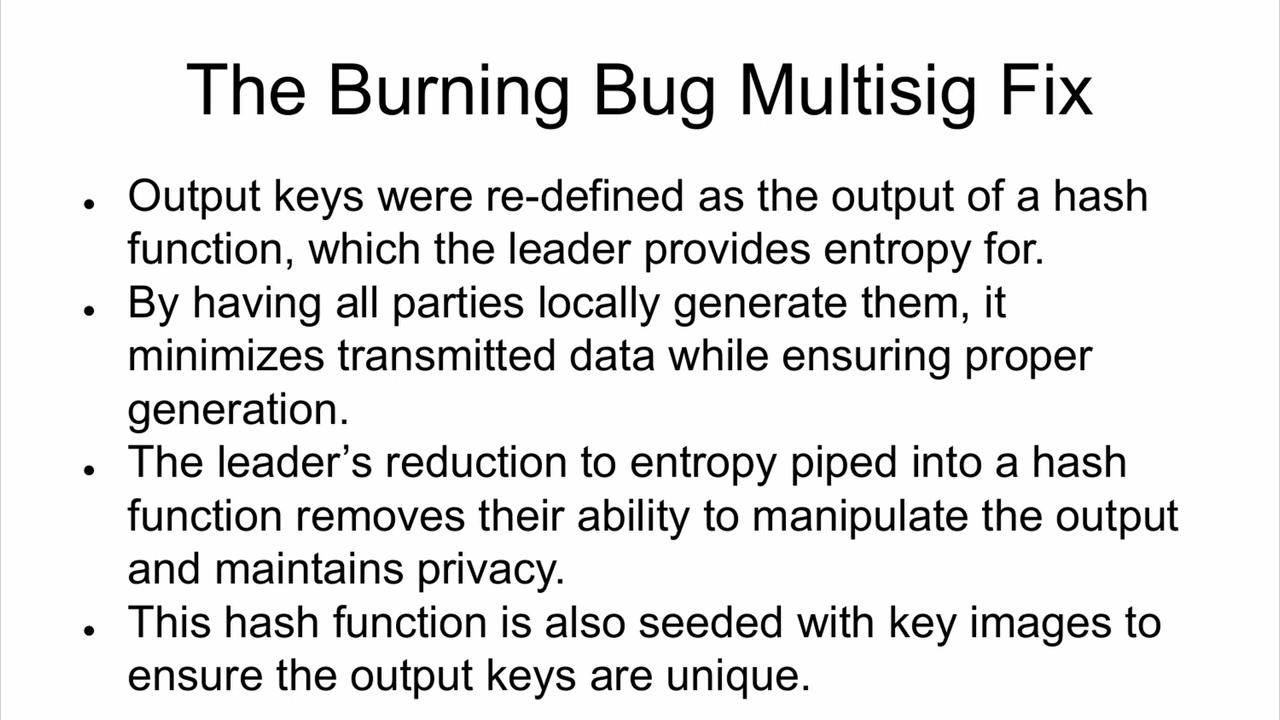 The Burning Bug Multisig Fix
• Output keys were re-defined as the output of a hash
function, which the leader provides entropy for.
• By having all parties locally generate them, it
minimizes transmitted data while ensuring proper
generation.
• The leader’s reduction to entropy piped into a hash
function removes their ability to manipulate the output
and maintains privacy.
• This hash function is also seeded with key images to
ensure the output keys are unique.